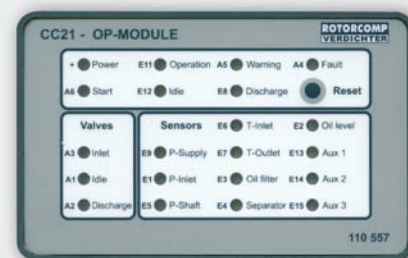 CC21 - OP-MODULE
ROTORCOMP
VERDICHTER
+ Power E11 Operation A5 Warning A4 Fault
A6 Start E12 Idle E8 Discharge Reset
Valves
A3 Inlet
A1 Idle
A2 Discharge
Sensors E6 T-Inlet E2 Oil level
E9 P-Supply E7 T-Outlet E13 Aux 1
E1 P-Inlet E3 Oil filter E14 Aux 2
E5 P-Shaft E4 Separator E15 Aux 3
110 557